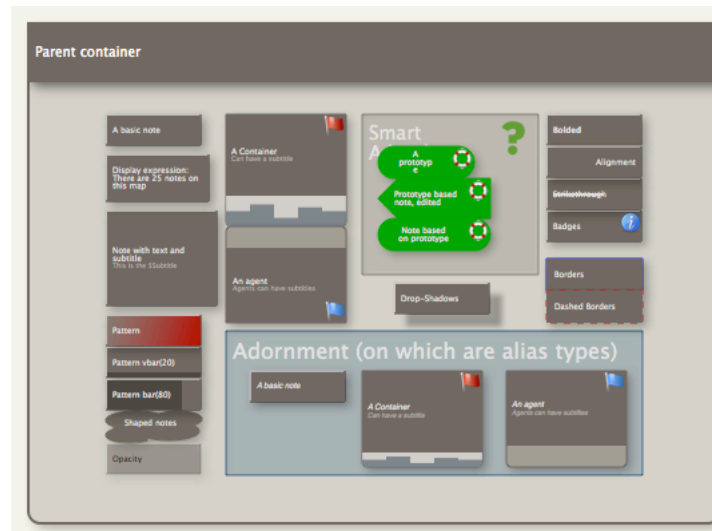 Parent container
A basic note
Display expression:
There are 25 notes on
this map
Note with text and
subtitle
This is the $Subtitle
Pattern
Pattern vbar(20)
Pattern bar(80)
Shaped notes
Opacity
A Container
Can have a subtitle
An agent
Agents can have subtitles
Smart
A
prototyp
e
Prototype based
note, edited
Note based
on prototype
Drop-Shadows
Bolded
Alignment
Strikethrough
Badges
Borders
Dashed Borders
Adornment (on which are alias types)
A basic note
A Container
Can have a subtitle
An agent
Agents can have subtitles